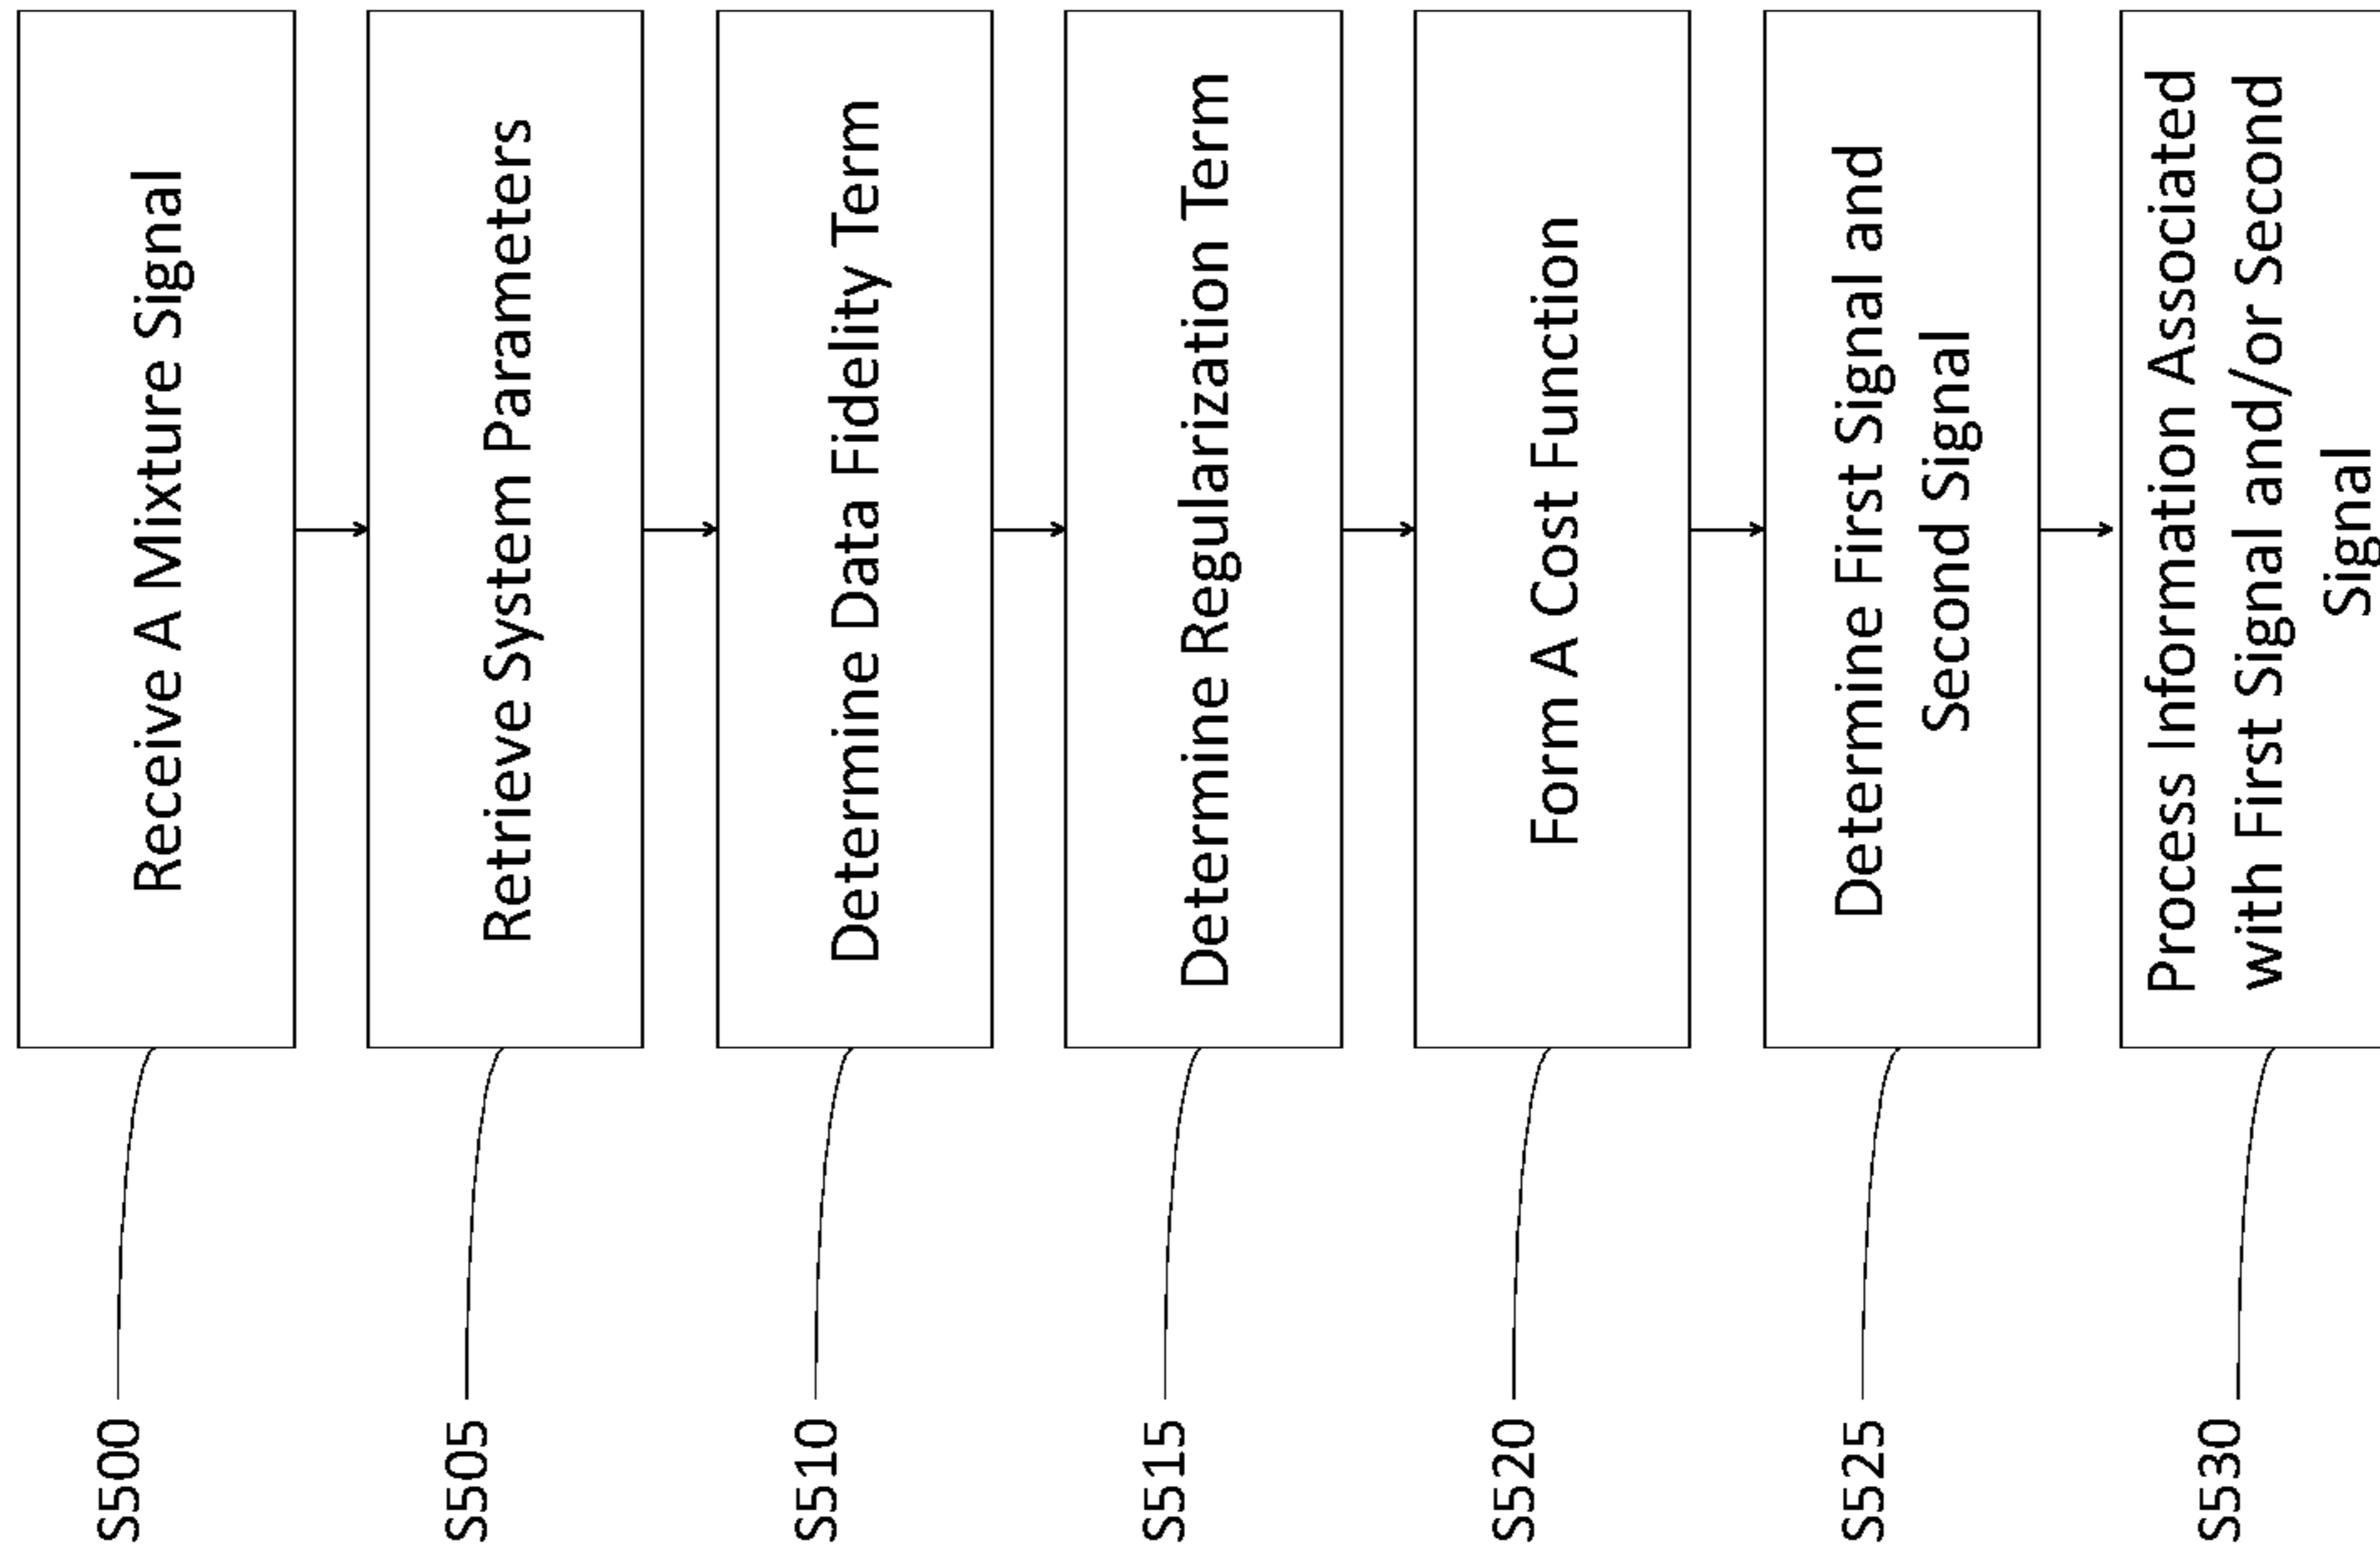 S500
Receive A Mixture Signal
S505
Retrieve System Parameters
S510
Determine Data Fidelity Term
S515
Determine Regularization Term
S520
Form A Cost Function
S525
Determine First Signal and
Second Signal
S530
Process Information Associated
with First Signal and/or Second
Signal